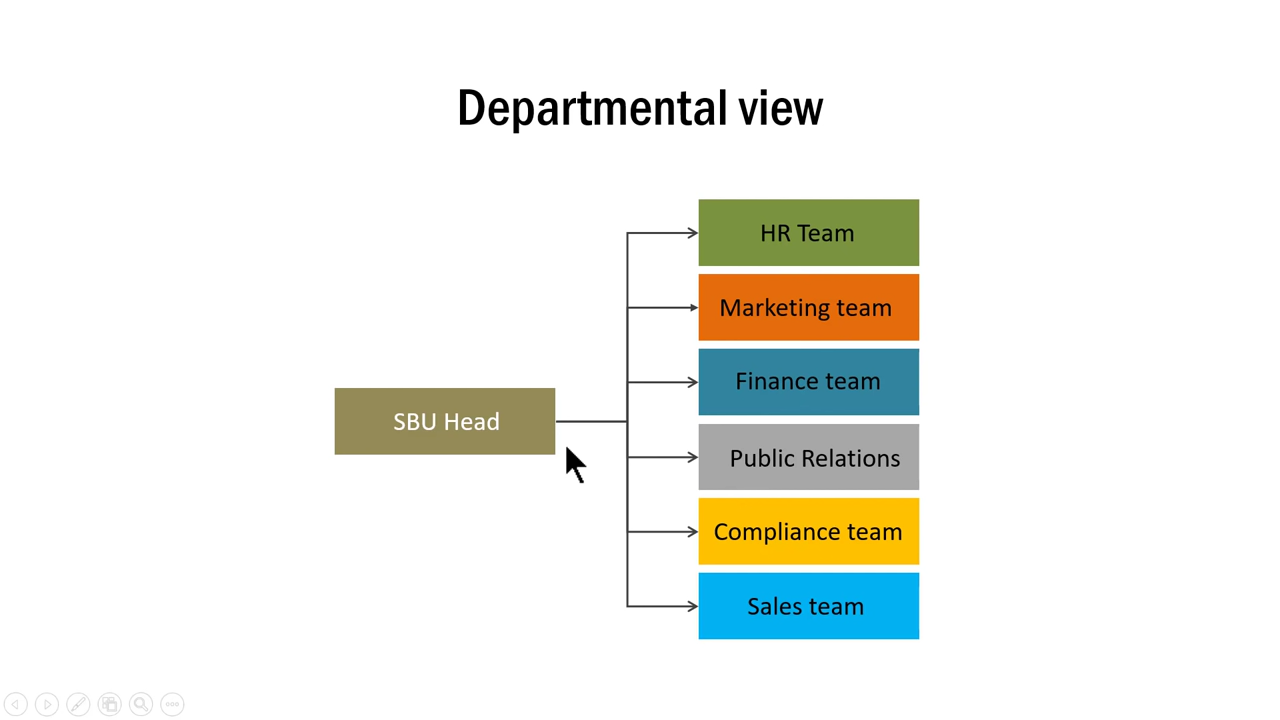 Departmental view
HR Team
Marketing team
Finance team
SBU Head
Public Relations
Compliance team
Sales team